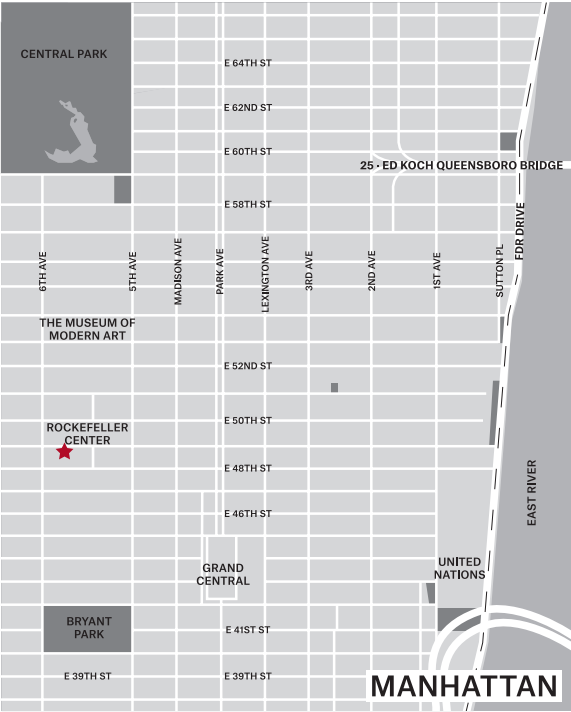 CENTRAL PARK
E 64TH ST
E 62ND ST
E 60TH ST
25 • ED KOCH QUEENSBORO BRIDGE
E 58TH ST
6TH AVE
5TH AVE
MADISON AVE
PARK AVE
LEXINGTON AVE
3RD AVE
2ND AVE
1ST AVE
SUTTON PL
FDR DRIVE
THE MUSEUM OF
MODERN ART
E 52ND ST
E 50TH ST
ROCKEFELLER
CENTER
E 48TH ST
EAST RIVER
E 46TH ST
GRAND
CENTRAL
UNITED
NATIONS
BRYANT
PARK
E 41ST ST
E 39TH ST
E 39TH ST
MANHATTAN